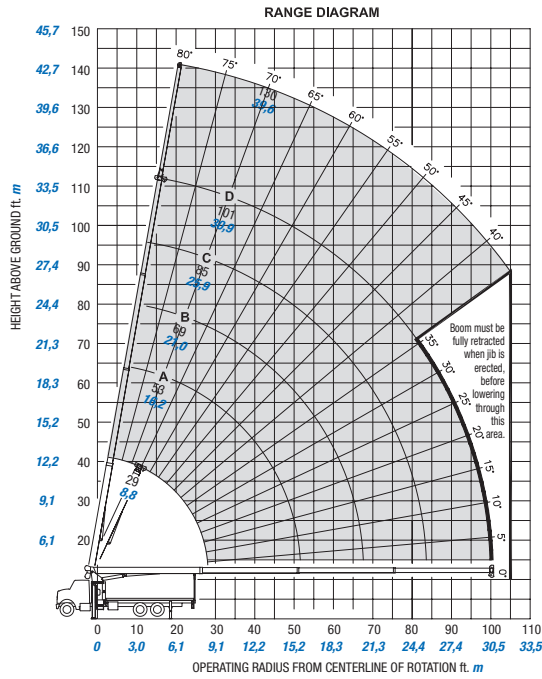 RANGE DIAGRAM
45,7 150
42,7 140
39,6 130
36,6 120
33,5 110
30,5 100
27,4 90
24,4 80
21,3 70
18,3 60
15,2 50
12,2 40
9,1 30
6,1 20
HEIGHT ABOVE GROUND ft. m
80°
75°
70°
65°
60°
55°
50°
45°
40°
35°
30°
25°
20°
15°
10°
5°
0°
130
39,6
D
101
30,9
C
85
25,9
B
69
21,0
A
53
16,2
29
8,8
Boom must be
fully retracted
when jib is
erected,
before
lowering
through
this
area.
0 10 20 30 40 50 60 70 80 90 100 110
0 3,0 6,1 9,1 12,2 15,2 18,3 21,3 24,4 27,4 30,5 33,5
OPERATING RADIUS FROM CENTERLINE OF ROTATION ft. m